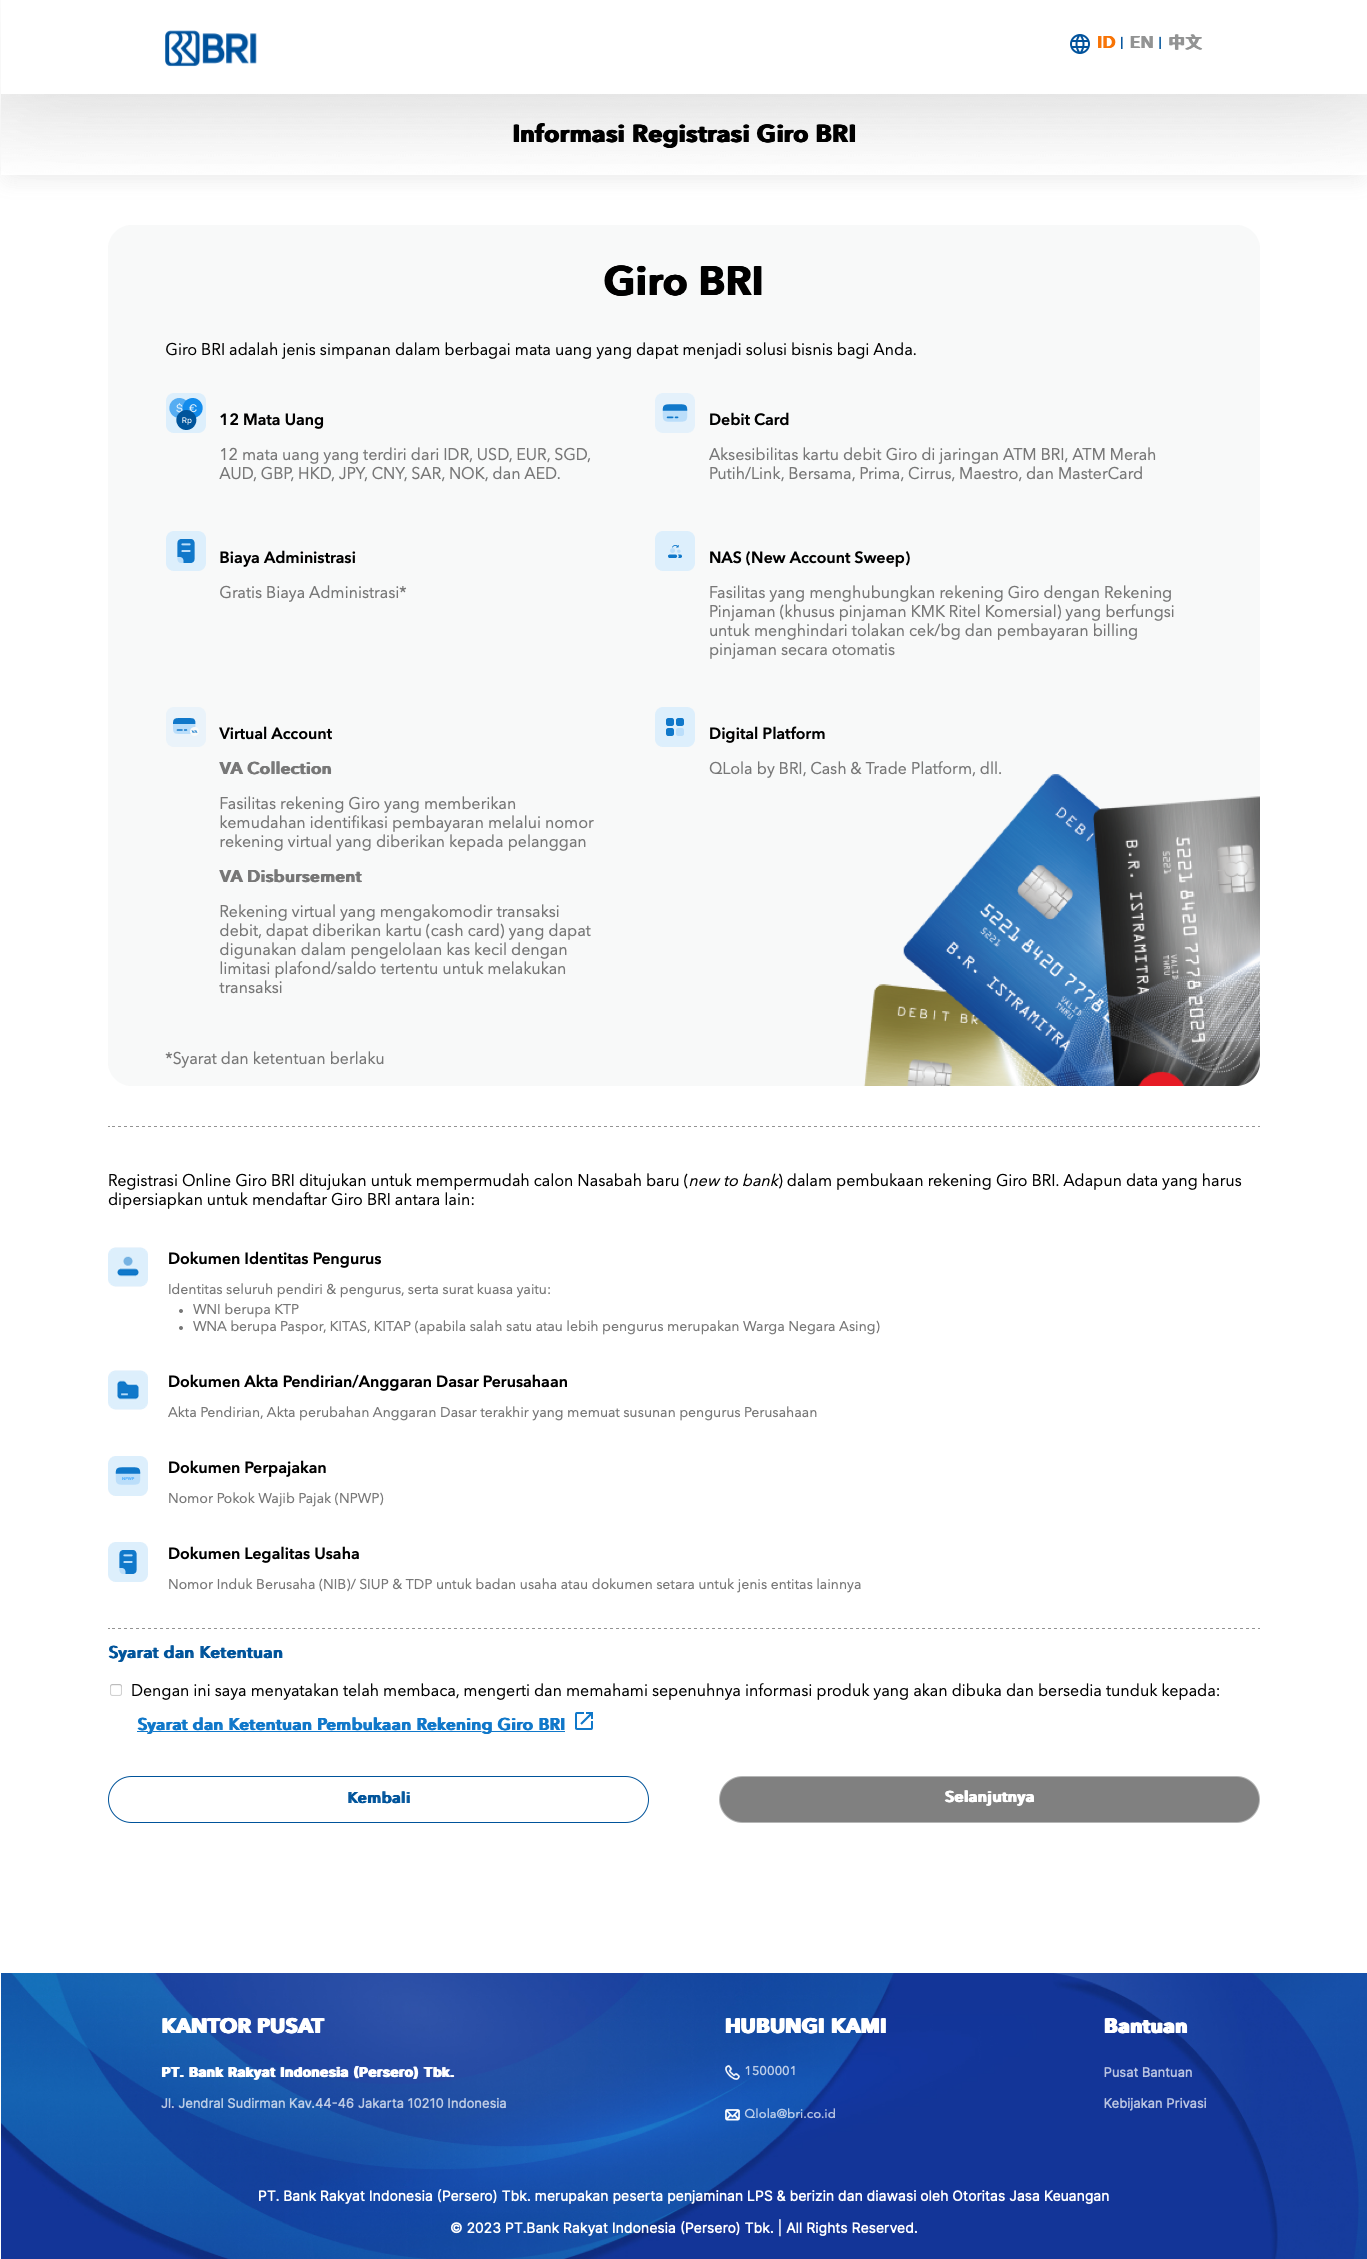 BRI
ID | EN | 中文
Informasi Registrasi Giro BRI
Giro BRI
Giro BRI adalah jenis simpanan dalam berbagai mata uang yang dapat menjadi solusi bisnis bagi Anda.
$ € Rp
12 Mata Uang
12 mata uang yang terdiri dari IDR, USD, EUR, SGD,
AUD, GBP, HKD, JPY, CNY, SAR, NOK, dan AED.
Debit Card
Aksesibilitas kartu debit Giro di jaringan ATM BRI, ATM Merah
Putih/Link, Bersama, Prima, Cirrus, Maestro, dan MasterCard
Biaya Administrasi
Gratis Biaya Administrasi*
NAS (New Account Sweep)
Fasilitas yang menghubungkan rekening Giro dengan Rekening
Pinjaman (khusus pinjaman KMK Ritel Komersial) yang berfungsi
untuk menghindari tolakan cek/bg dan pembayaran billing
pinjaman secara otomatis
VA
Virtual Account
VA Collection
Fasilitas rekening Giro yang memberikan
kemudahan identifikasi pembayaran melalui nomor
rekening virtual yang diberikan kepada pelanggan
VA Disbursement
Rekening virtual yang mengakomodir transaksi
debit, dapat diberikan kartu (cash card) yang dapat
digunakan dalam pengelolaan kas kecil dengan
limitasi plafond/saldo tertentu untuk melakukan
transaksi
Digital Platform
QLola by BRI, Cash & Trade Platform, dll.
DEBIT BR
DEBI
5221 8420 7778
5221
VALID
THRU
B.R. ISTRAMITRA
5221 8420 7778 2029
5221
VALID
THRU
B.R. ISTRAMITRA
*Syarat dan ketentuan berlaku
Registrasi Online Giro BRI ditujukan untuk mempermudah calon Nasabah baru (new to bank) dalam pembukaan rekening Giro BRI. Adapun data yang harus
dipersiapkan untuk mendaftar Giro BRI antara lain:
Dokumen Identitas Pengurus
Identitas seluruh pendiri & pengurus, serta surat kuasa yaitu:
• WNI berupa KTP
• WNA berupa Paspor, KITAS, KITAP (apabila salah satu atau lebih pengurus merupakan Warga Negara Asing)
Dokumen Akta Pendirian/Anggaran Dasar Perusahaan
Akta Pendirian, Akta perubahan Anggaran Dasar terakhir yang memuat susunan pengurus Perusahaan
NPWP
Dokumen Perpajakan
Nomor Pokok Wajib Pajak (NPWP)
Dokumen Legalitas Usaha
Nomor Induk Berusaha (NIB)/ SIUP & TDP untuk badan usaha atau dokumen setara untuk jenis entitas lainnya
Syarat dan Ketentuan
Dengan ini saya menyatakan telah membaca, mengerti dan memahami sepenuhnya informasi produk yang akan dibuka dan bersedia tunduk kepada:
Syarat dan Ketentuan Pembukaan Rekening Giro BRI
Kembali
Selanjutnya
KANTOR PUSAT
PT. Bank Rakyat Indonesia (Persero) Tbk.
Jl. Jendral Sudirman Kav.44-46 Jakarta 10210 Indonesia
HUBUNGI KAMI
1500001
Qlola@bri.co.id
Bantuan
Pusat Bantuan
Kebijakan Privasi
PT. Bank Rakyat Indonesia (Persero) Tbk. merupakan peserta penjaminan LPS & berizin dan diawasi oleh Otoritas Jasa Keuangan
© 2023 PT.Bank Rakyat Indonesia (Persero) Tbk. | All Rights Reserved.